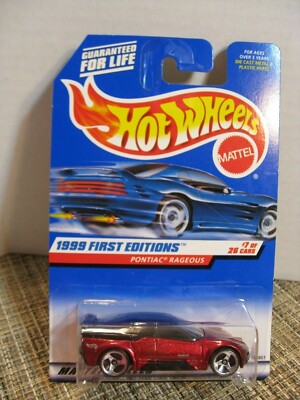 GUARANTEED
FOR LIFE
FOR AGES
OVER 3 YEARS
DIE CAST METAL &
PLASTIC PARTS
HOT WHEELS
MATTEL
1999 FIRST EDITIONS™
#7 OF
26 CARS
PONTIAC® RAGEOUS